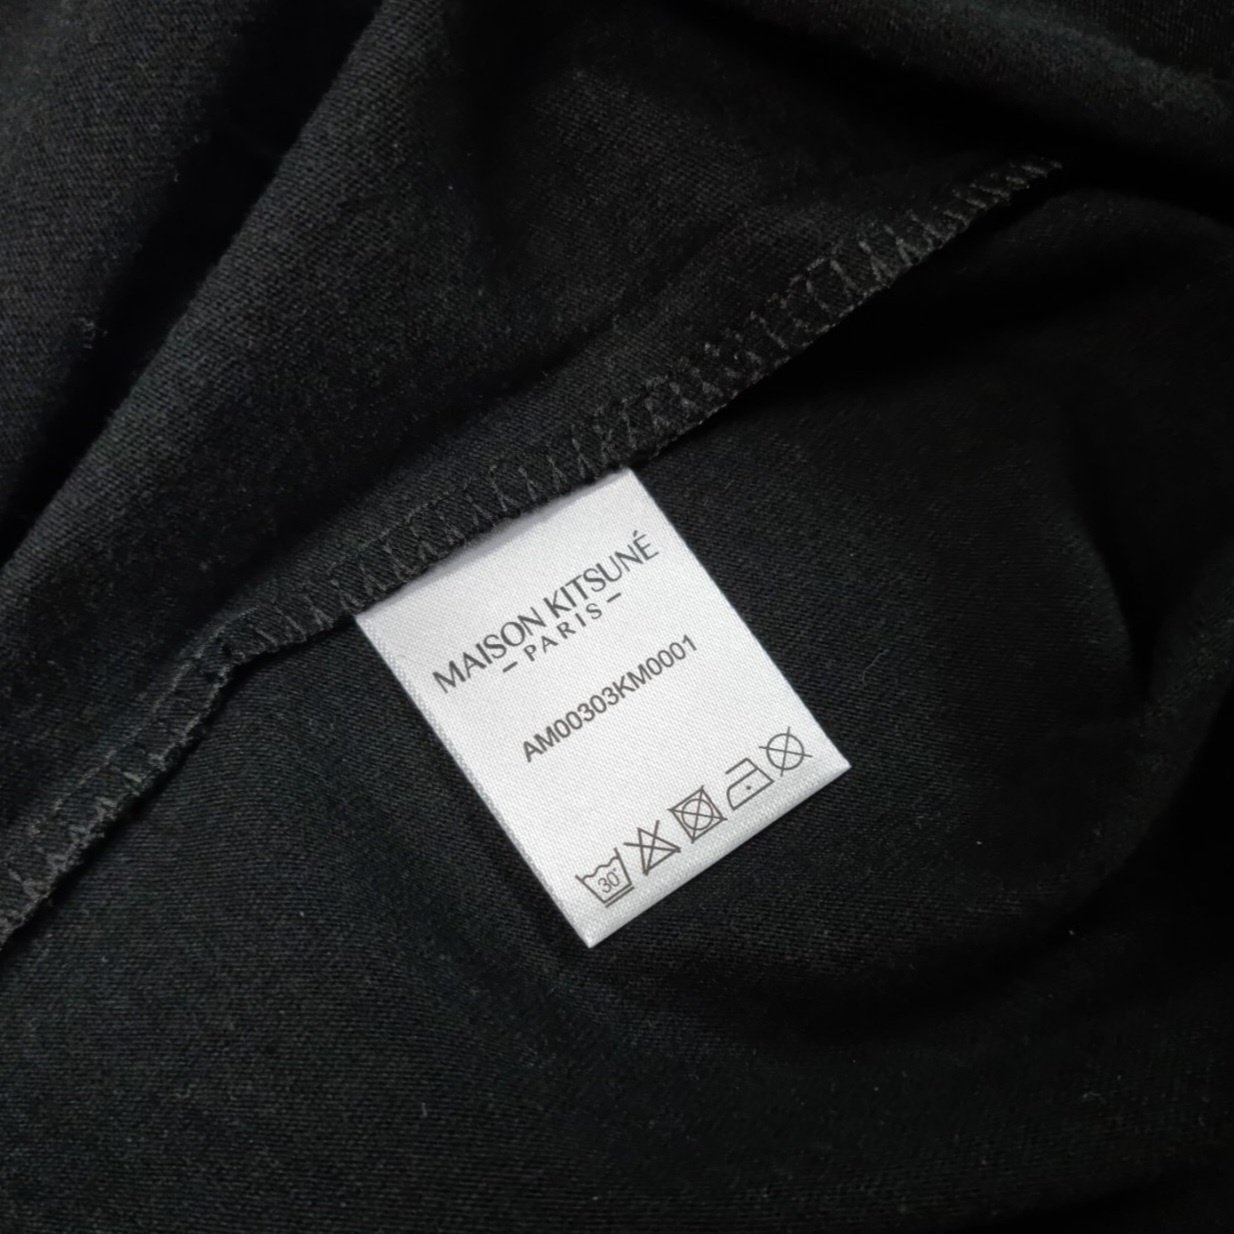 MAISON KITSUNÉ
— PARIS —
AM00303KM0001
30°